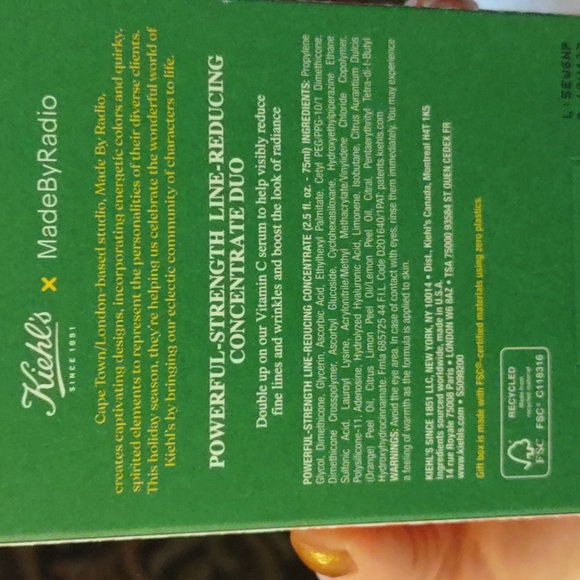 Kiehl's
SINCE 1851
x MadeByRadio
Cape Town/London-based studio, Made By Radio,
creates captivating designs, incorporating energetic colors and quirky,
spirited elements to represent the personalities of their diverse clients.
This holiday season, they're helping us celebrate the wonderful world of
Kiehl's by bringing our eclectic community of characters to life.
POWERFUL-STRENGTH LINE-REDUCING
CONCENTRATE DUO
Double up on our Vitamin C serum to help visibly reduce
fine lines and wrinkles and boost the look of radiance
POWERFUL-STRENGTH LINE-REDUCING CONCENTRATE (2.5 fl. oz. - 75ml) INGREDIENTS: Propylene
Glycol, Dimethicone, Glycerin, Ascorbic Acid, Ethylhexyl Palmitate, Cetyl PEG/PPG-10/1 Dimethicone,
Dimethicone Crosspolymer, Ascorbyl Glucoside, Cyclohexasiloxane, Hydroxyethylpiperazine Ethane
Sulfonic Acid, Lauroyl Lysine, Acrylonitrile/Methyl Methacrylate/Vinylidene Chloride Copolymer,
Polysilicone-11, Adenosine, Hydrolyzed Hyaluronic Acid, Limonene, Isobutane, Citrus Aurantium Dulcis
(Orange) Peel Oil, Citrus Limon Peel Oil/Lemon Peel Oil, Citral, Pentaerythrityl Tetra-di-t-Butyl
Hydroxyhydrocinnamate. Frmla 685725 44 F.I.L. Code D201640/1PAT: patents.kiehls.com
WARNINGS: Avoid the eye area. In case of contact with eyes, rinse them immediately. You may experience
a feeling of warmth as the formula is applied to skin.
KIEHL'S SINCE 1851 LLC, NEW YORK, NY 10014 • Dist., Kiehl's Canada, Montreal H4T 1K5
Ingredients sourced worldwide, made in U.S.A.
14 rue Royale 75008 Paris • LONDON W6 8AZ • TSA 75000 93584 ST OUEN CEDEX FR
www.kiehls.com • S5099200
Gift box is made with FSC®-certified materials using zero plastics.
RECYCLED
Made from
recycled material
FSC
FSC® C118316